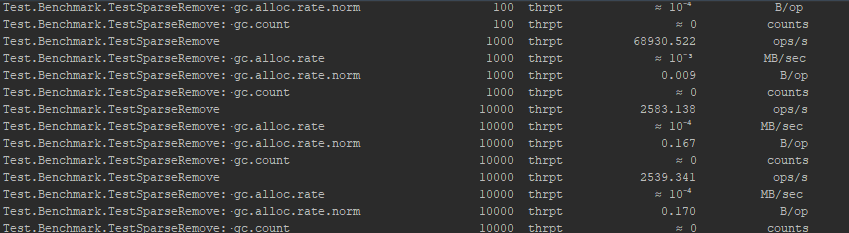 Test.Benchmark.TestSparseRemove:·gc.alloc.rate.norm 100 thrpt ≈ 10⁻⁴ B/op
Test.Benchmark.TestSparseRemove:·gc.count 100 thrpt ≈ 0 counts
Test.Benchmark.TestSparseRemove 1000 thrpt 68930.522 ops/s
Test.Benchmark.TestSparseRemove:·gc.alloc.rate 1000 thrpt ≈ 10⁻³ MB/sec
Test.Benchmark.TestSparseRemove:·gc.alloc.rate.norm 1000 thrpt 0.009 B/op
Test.Benchmark.TestSparseRemove:·gc.count 1000 thrpt ≈ 0 counts
Test.Benchmark.TestSparseRemove 10000 thrpt 2583.138 ops/s
Test.Benchmark.TestSparseRemove:·gc.alloc.rate 10000 thrpt ≈ 10⁻⁴ MB/sec
Test.Benchmark.TestSparseRemove:·gc.alloc.rate.norm 10000 thrpt 0.167 B/op
Test.Benchmark.TestSparseRemove:·gc.count 10000 thrpt ≈ 0 counts
Test.Benchmark.TestSparseRemove 10000 thrpt 2539.341 ops/s
Test.Benchmark.TestSparseRemove:·gc.alloc.rate 10000 thrpt ≈ 10⁻⁴ MB/sec
Test.Benchmark.TestSparseRemove:·gc.alloc.rate.norm 10000 thrpt 0.170 B/op
Test.Benchmark.TestSparseRemove:·gc.count 10000 thrpt ≈ 0 counts